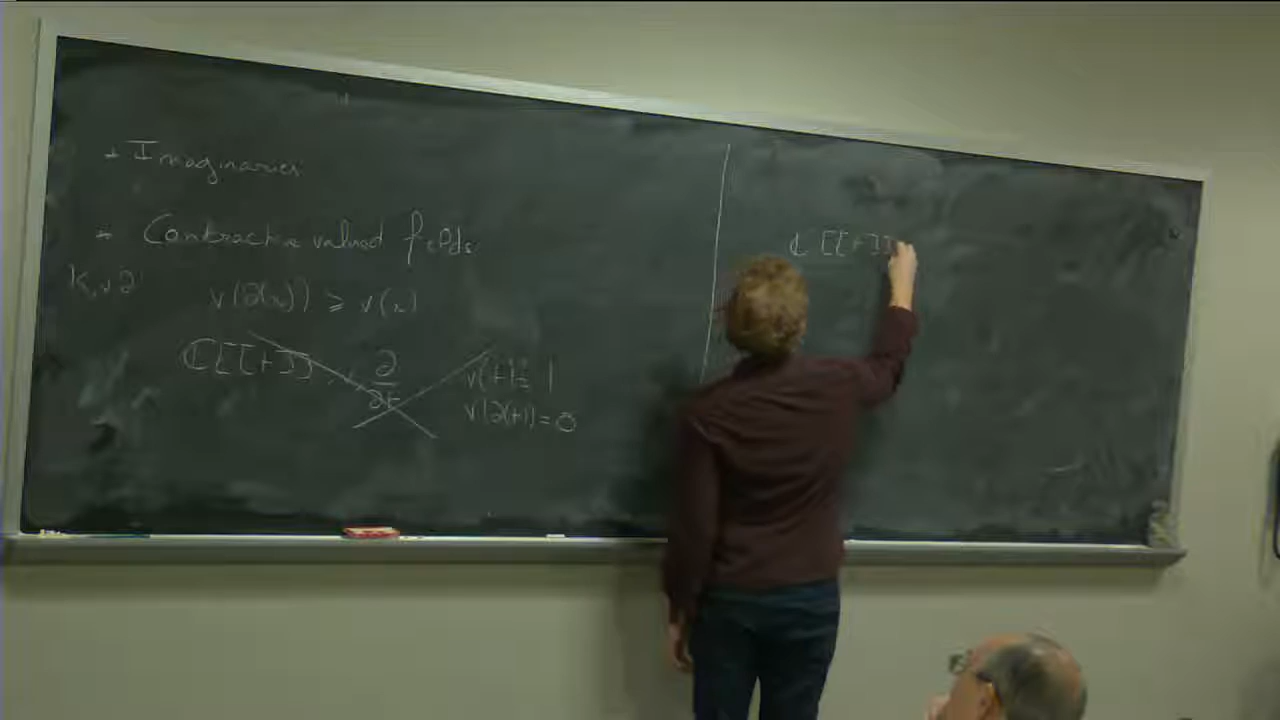 - Imaginaries
- Contractive valued fields
K, v ∂
v(∂(x)) ⩾ v(x)
ℂ[[t]], ∂/∂t
v(t) = 1
v(∂(t)) = 0
ℂ[[t]]